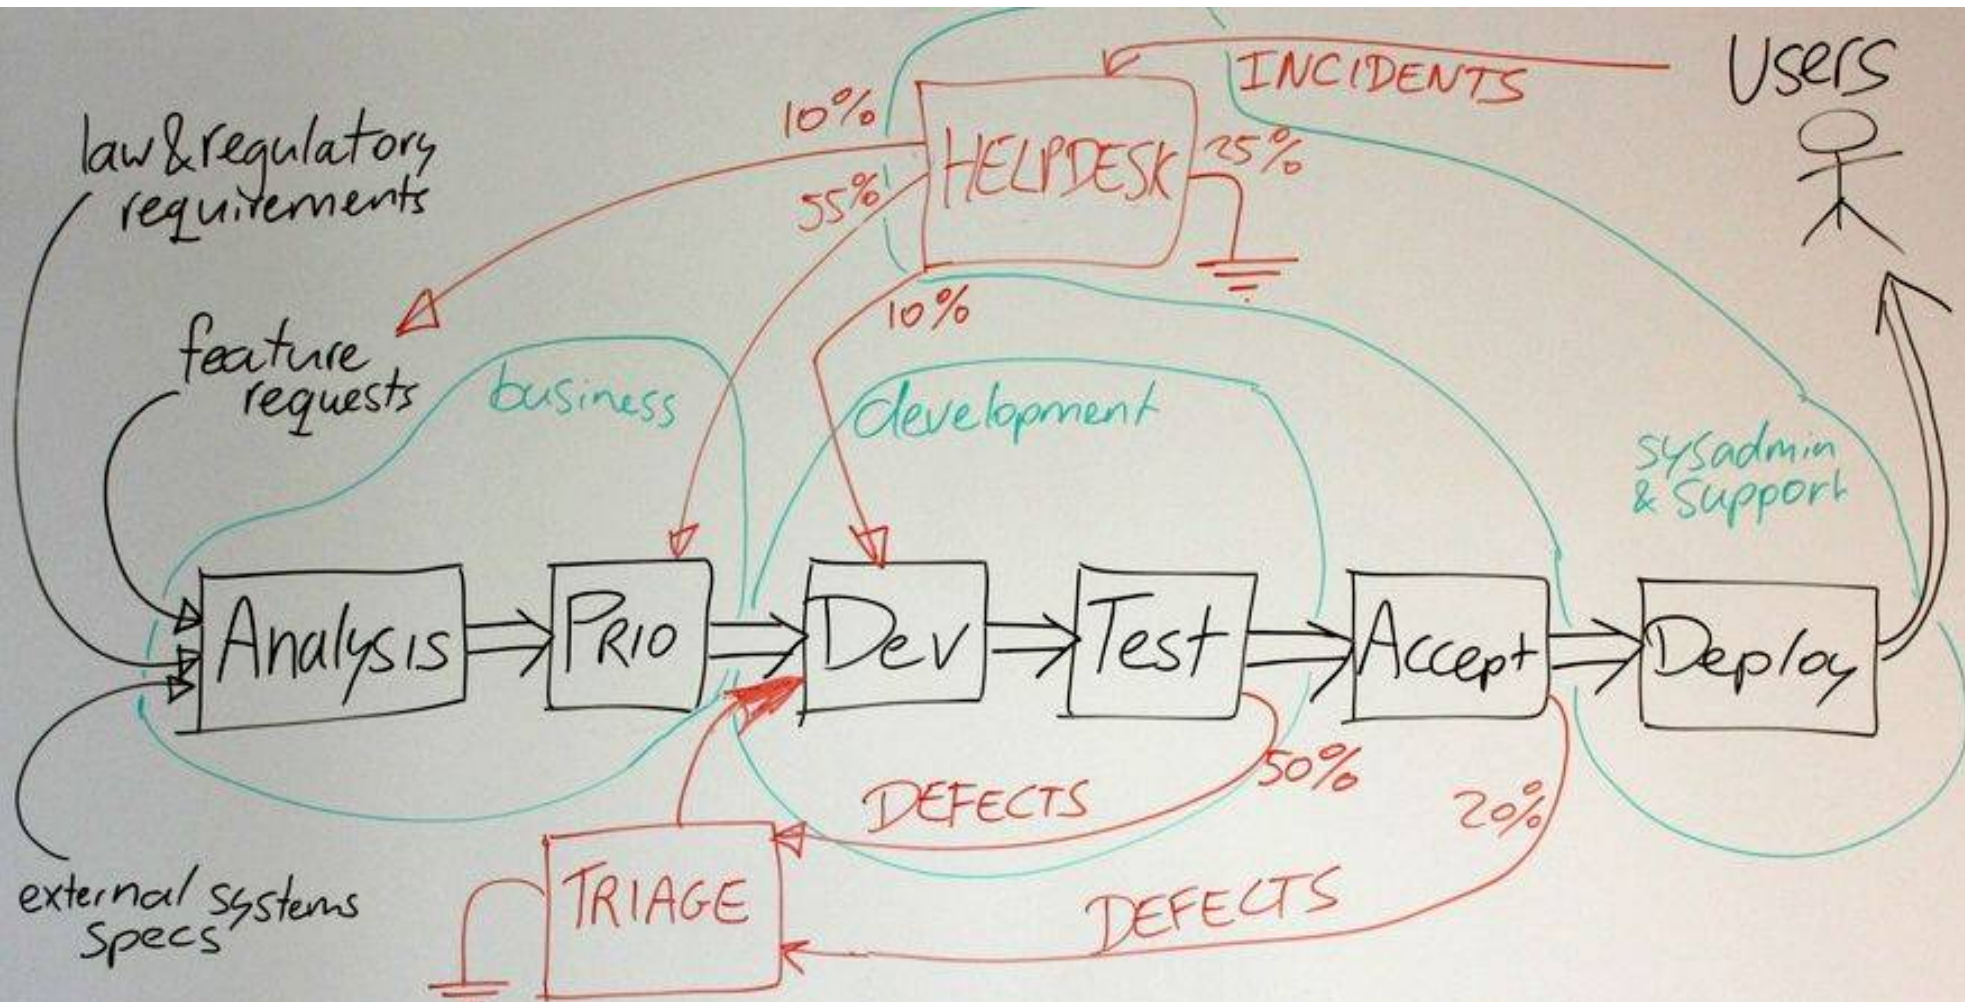 Users
INCIDENTS
10%
HELPDESK
25%
law & regulatory
requirements
55%
10%
feature
requests
business
development
sysadmin
& support
Analysis
PRIO
Dev
Test
Accept
Deploy
50%
DEFECTS
20%
TRIAGE
DEFECTS
external systems
specs